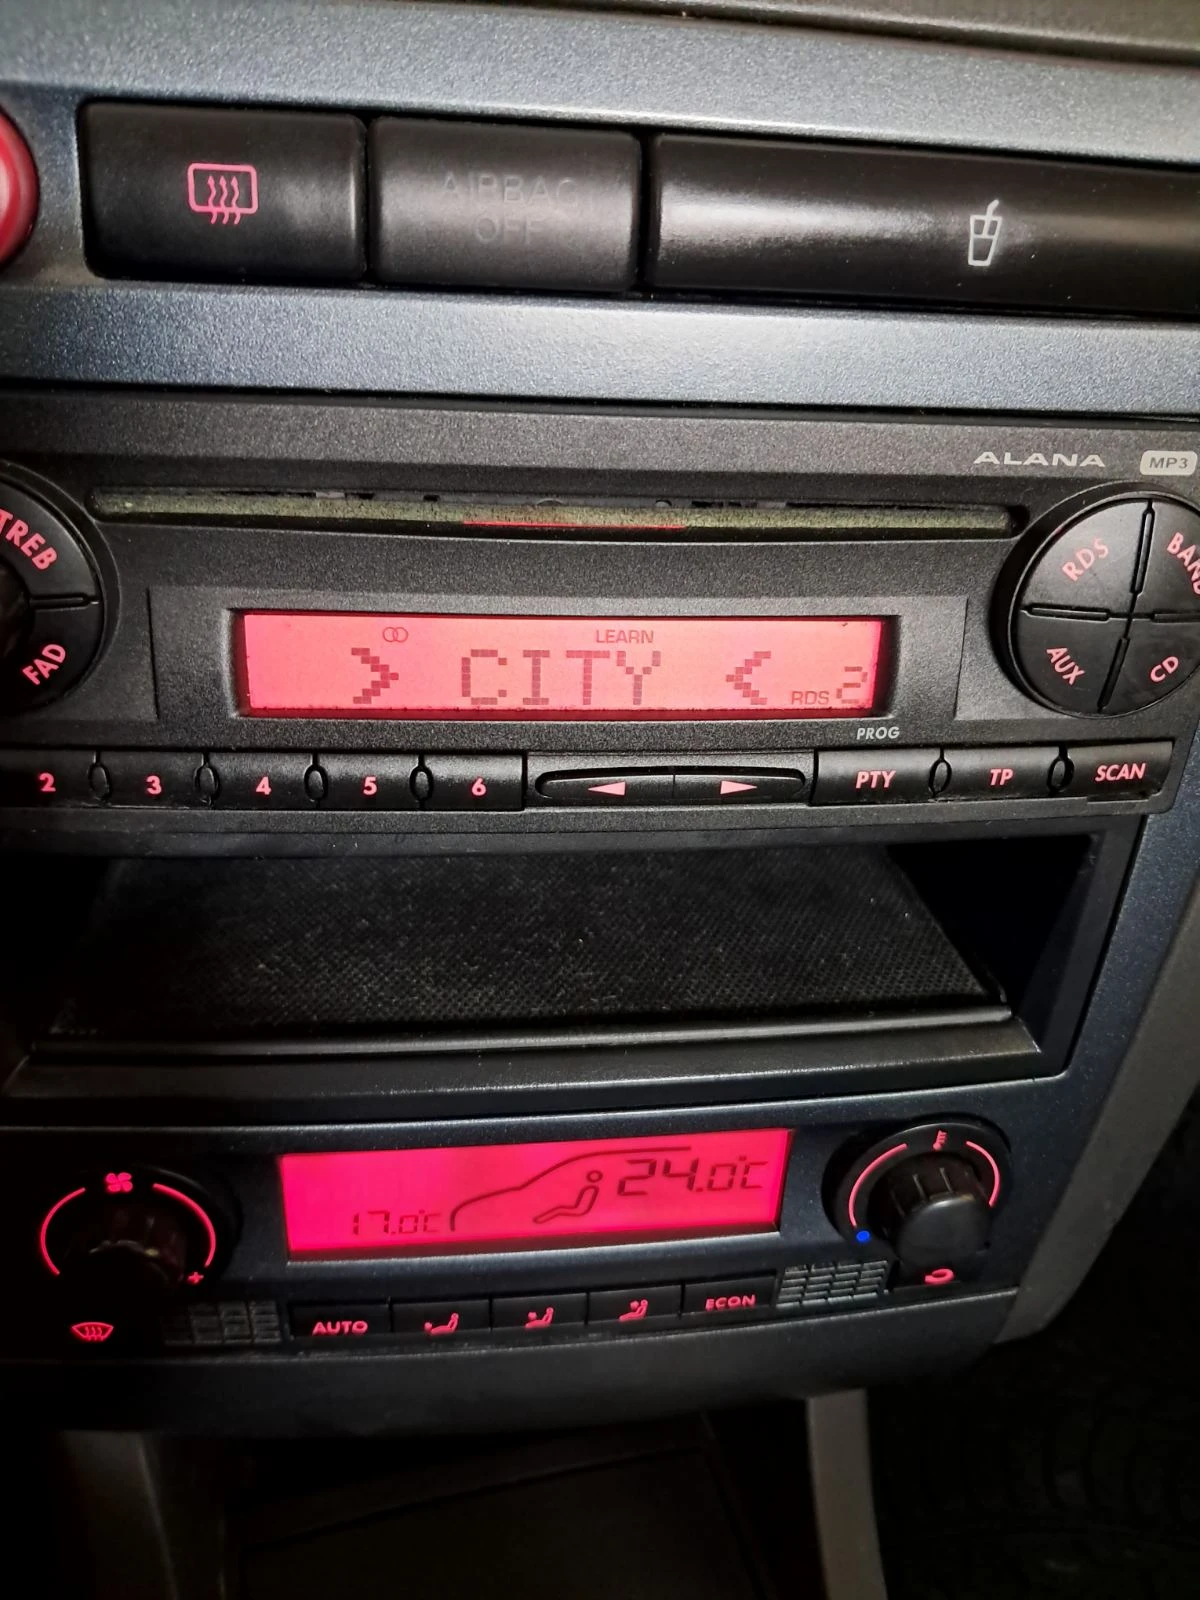 AIRBAG
OFF
ALANA MP3
TREB
FAD
RDS
BAND
AUX
CD
LEARN
> CITY <
RDS 2
PROG
2 3 4 5 6
PTY TP SCAN
24.0°C
17.0°C
AUTO ECON